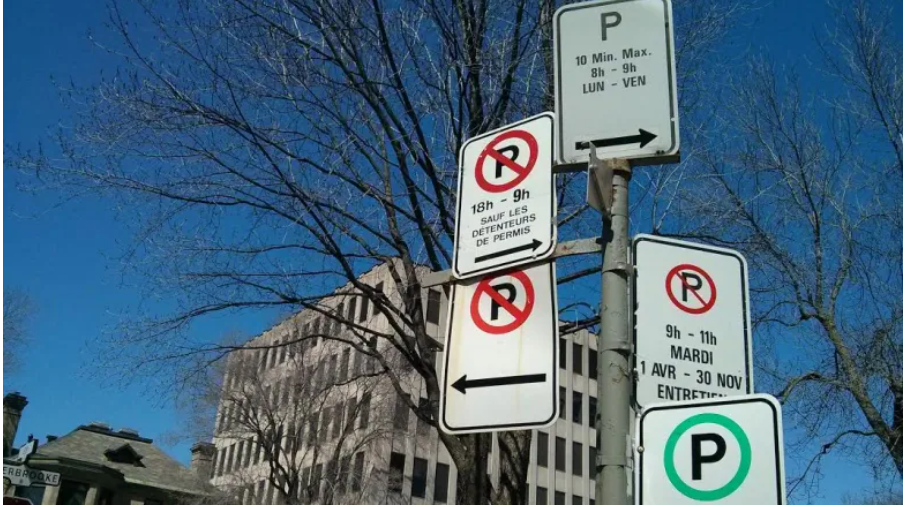 P
10 Min. Max.
8h - 9h
LUN - VEN
P
18h - 9h
SAUF LES
DÉTENTEURS
DE PERMIS
P
P
9h - 11h
MARDI
1 AVR - 30 NOV
ENTRETIEN
P
ERBROOKE